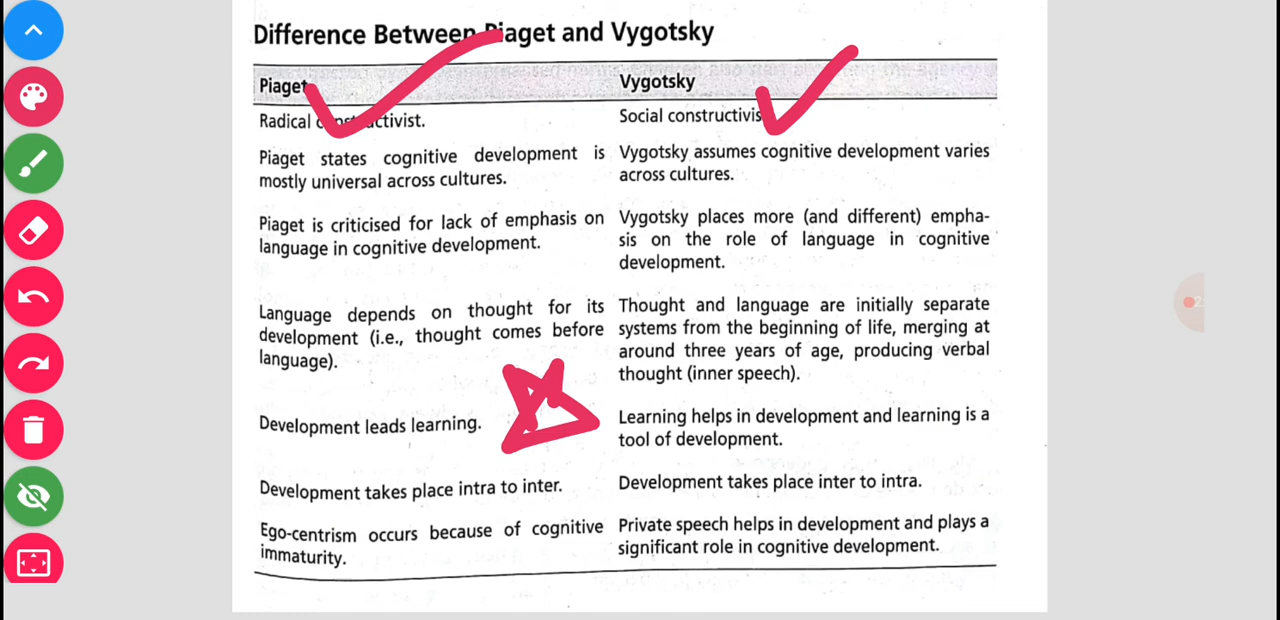 Difference Between Piaget and Vygotsky
Piaget
Vygotsky
Radical constructivist.
Social constructivis
Piaget states cognitive development is
mostly universal across cultures.
Vygotsky assumes cognitive development varies
across cultures.
Piaget is criticised for lack of emphasis on
language in cognitive development.
Vygotsky places more (and different) empha-
sis on the role of language in cognitive
development.
Language depends on thought for its
development (i.e., thought comes before
language).
Thought and language are initially separate
systems from the beginning of life, merging at
around three years of age, producing verbal
thought (inner speech).
Development leads learning.
Learning helps in development and learning is a
tool of development.
Development takes place intra to inter.
Development takes place inter to intra.
Ego-centrism occurs because of cognitive
immaturity.
Private speech helps in development and plays a
significant role in cognitive development.